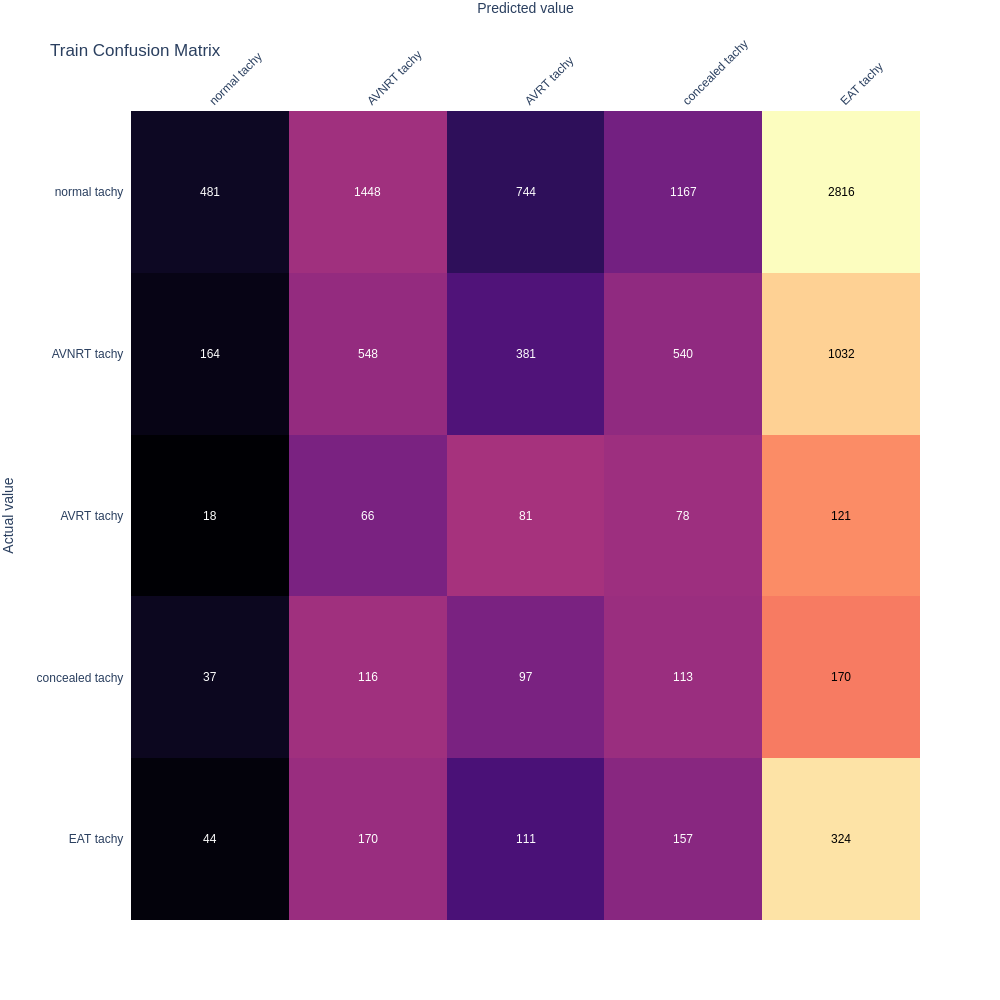 Predicted value
Train Confusion Matrix
normal tachy
AVNRT tachy
AVRT tachy
concealed tachy
EAT tachy
Actual value
normal tachy 481 1448 744 1167 2816
AVNRT tachy 164 548 381 540 1032
AVRT tachy 18 66 81 78 121
concealed tachy 37 116 97 113 170
EAT tachy 44 170 111 157 324